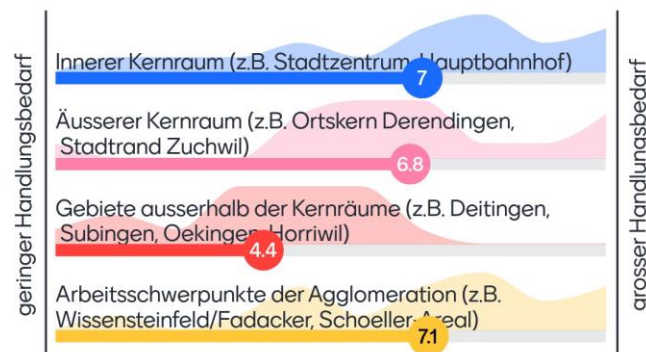 geringer Handlungsbedarf
Innerer Kernraum (z.B. Stadtzentrum, Hauptbahnhof)
7
Äusserer Kernraum (z.B. Ortskern Derendingen,
Stadtrand Zuchwil)
6.8
Gebiete ausserhalb der Kernräume (z.B. Deitingen,
Subingen, Oekingen, Horriwil)
4.4
Arbeitsschwerpunkte der Agglomeration (z.B.
Wissensteinfeld/Fadacker, Schoeller-Areal)
7.1
grosser Handlungsbedarf